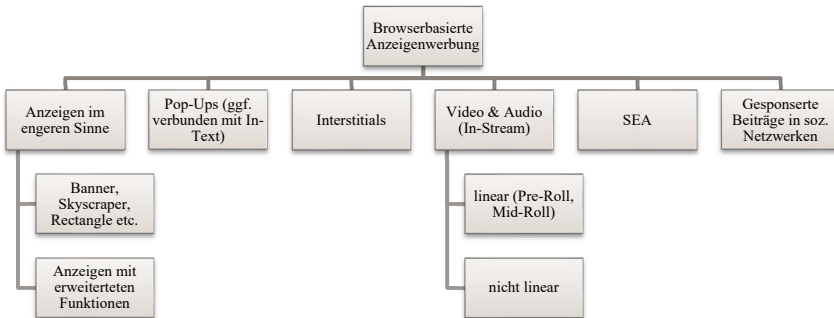 Browserbasierte
Anzeigenwerbung
Anzeigen im
engeren Sinne
Pop-Ups (ggf.
verbunden mit In-
Text)
Interstitials
Video & Audio
(In-Stream)
SEA
Gesponserte
Beiträge in soz.
Netzwerken
Banner,
Skyscraper,
Rectangle etc.
linear (Pre-Roll,
Mid-Roll)
Anzeigen mit
erweiterteten
Funktionen
nicht linear